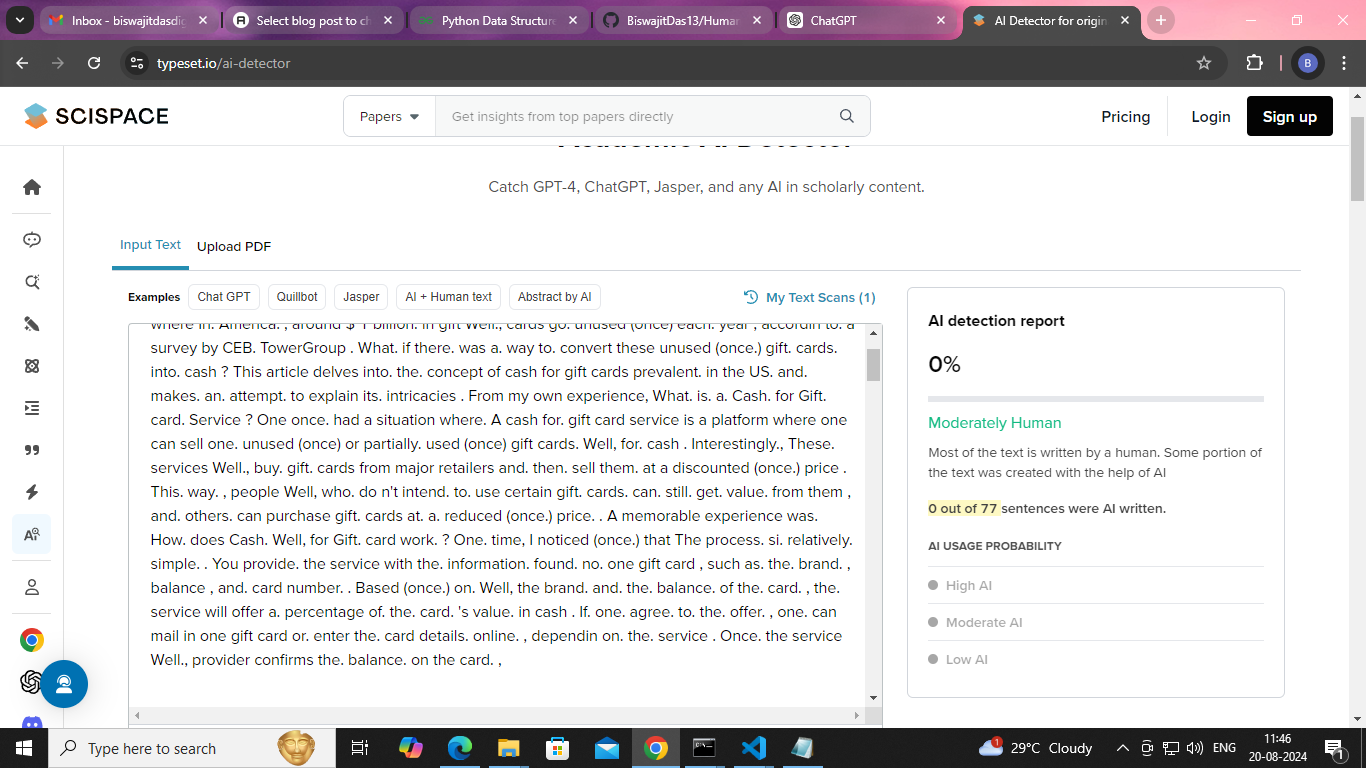 Inbox - biswajitdasdig
Select blog post to ch
Python Data Structure
BiswajitDas13/Human
ChatGPT
AI Detector for origin
typeset.io/ai-detector
B
SCISPACE
Papers
Get insights from top papers directly
Pricing
Login
Sign up
Academic AI Detector
Catch GPT-4, ChatGPT, Jasper, and any AI in scholarly content.
Input Text
Upload PDF
Examples
Chat GPT
Quillbot
Jasper
AI + Human text
Abstract by AI
My Text Scans (1)
where in. America. , around $ 1 billion. in gift Well., cards go. unused (once) each. year , accordin to. a
survey by CEB. TowerGroup . What. if there. was a. way to. convert these unused (once.) gift. cards.
into. cash ? This article delves into. the. concept of cash for gift cards prevalent. in the US. and.
makes. an. attempt. to explain its. intricacies . From my own experience, What. is. a. Cash. for Gift.
card. Service ? One once. had a situation where. A cash for. gift card service is a platform where one
can sell one. unused (once) or partially. used (once) gift cards. Well, for. cash . Interestingly., These.
services Well., buy. gift. cards from major retailers and. then. sell them. at a discounted (once.) price .
This. way. , people Well, who. do n't intend. to. use certain gift. cards. can. still. get. value. from them ,
and. others. can purchase gift. cards at. a. reduced (once.) price. . A memorable experience was.
How. does Cash. Well, for Gift. card work. ? One. time, I noticed (once.) that The process. si. relatively.
simple. . You provide. the service with the. information. found. no. one gift card , such as. the. brand. ,
balance , and. card number. . Based (once.) on. Well, the brand. and. the. balance. of the. card. , the.
service will offer a. percentage of. the. card. 's value. in cash . If. one. agree. to. the. offer. , one. can
mail in one gift card or. enter the. card details. online. , dependin on. the. service . Once. the service
Well., provider confirms the. balance. on the card. ,
AI detection report
0%
Moderately Human
Most of the text is written by a human. Some portion of
the text was created with the help of AI
0 out of 77 sentences were AI written.
AI USAGE PROBABILITY
High AI
Moderate AI
Low AI
Type here to search
1
29°C Cloudy
ENG
11:46
20-08-2024
1